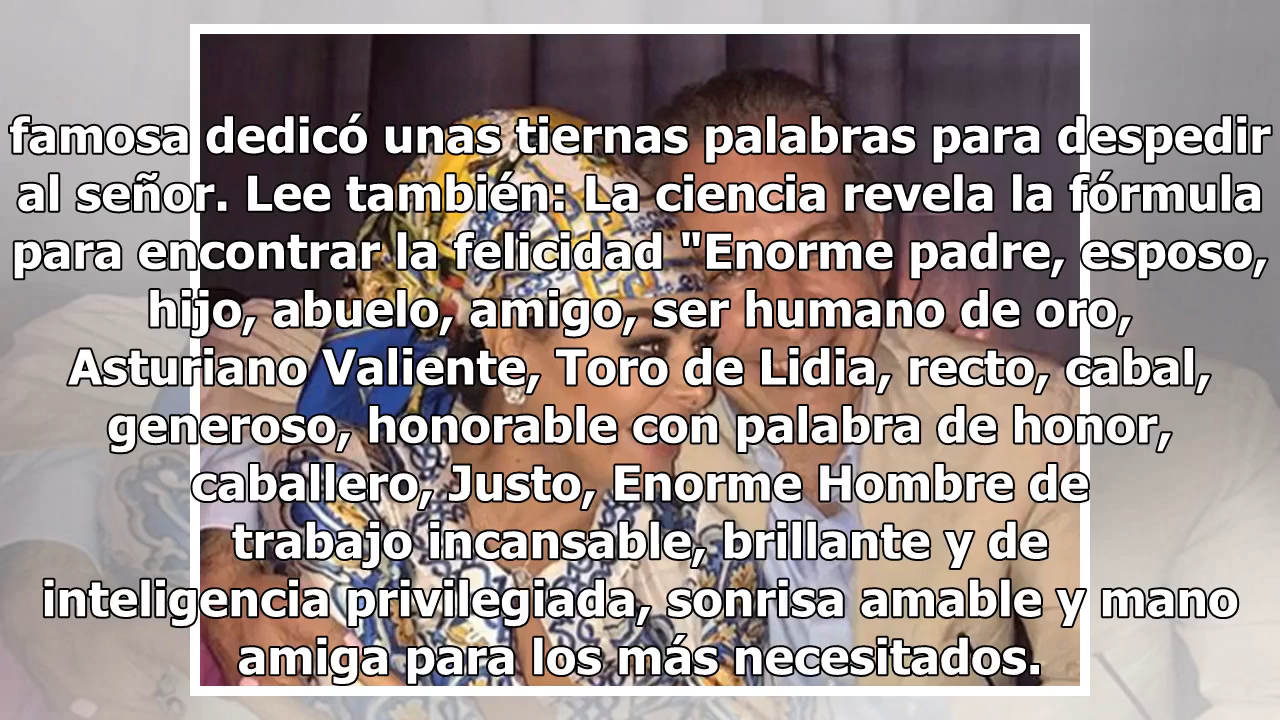 famosa dedicó unas tiernas palabras para despedir
al señor. Lee también: La ciencia revela la fórmula
para encontrar la felicidad "Enorme padre, esposo,
hijo, abuelo, amigo, ser humano de oro,
Asturiano Valiente, Toro de Lidia, recto, cabal,
generoso, honorable con palabra de honor,
caballero, Justo, Enorme Hombre de
trabajo incansable, brillante y de
inteligencia privilegiada, sonrisa amable y mano
amiga para los más necesitados.